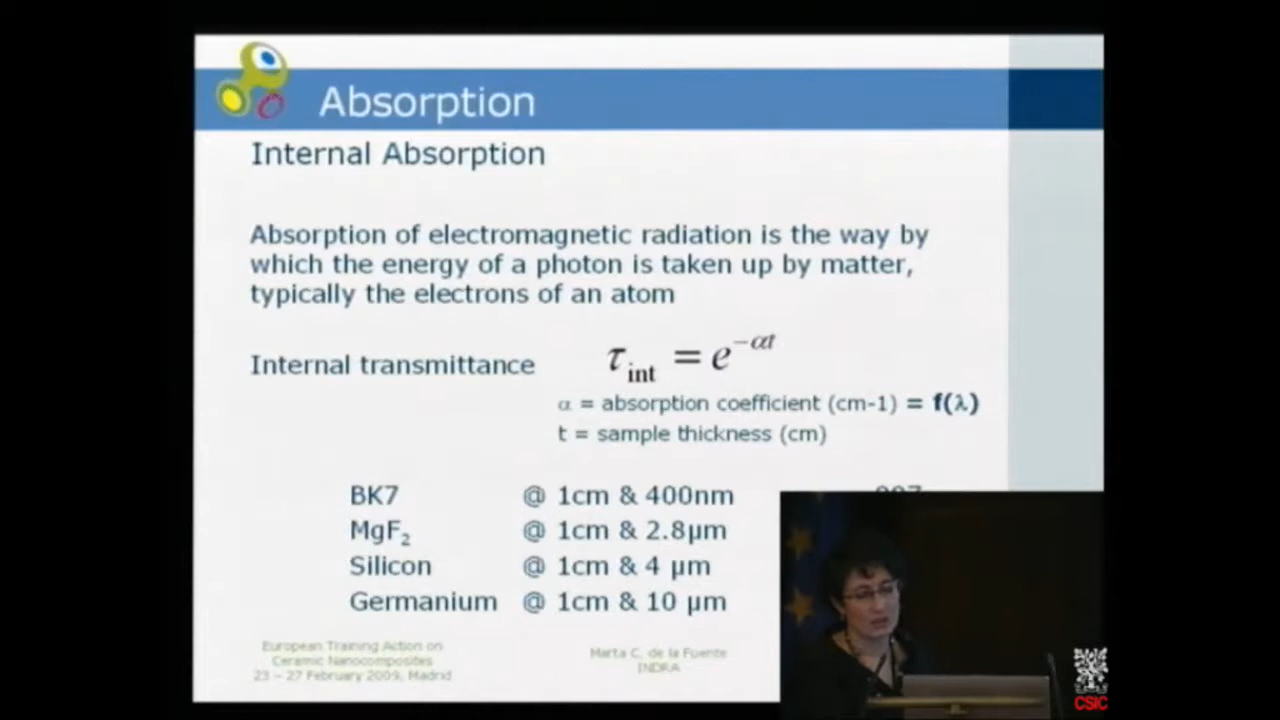 Absorption
Internal Absorption
Absorption of electromagnetic radiation is the way by
which the energy of a photon is taken up by matter,
typically the electrons of an atom
Internal transmittance
τint = e^−αt
α = absorption coefficient (cm-1) = f(λ)
t = sample thickness (cm)
BK7 @ 1cm & 400nm
MgF₂ @ 1cm & 2.8µm
Silicon @ 1cm & 4 µm
Germanium @ 1cm & 10 µm
European Training Action on
Ceramic Nanocomposites
23 – 27 February 2009, Madrid
Marta C. de la Fuente
INDRA
CSIC